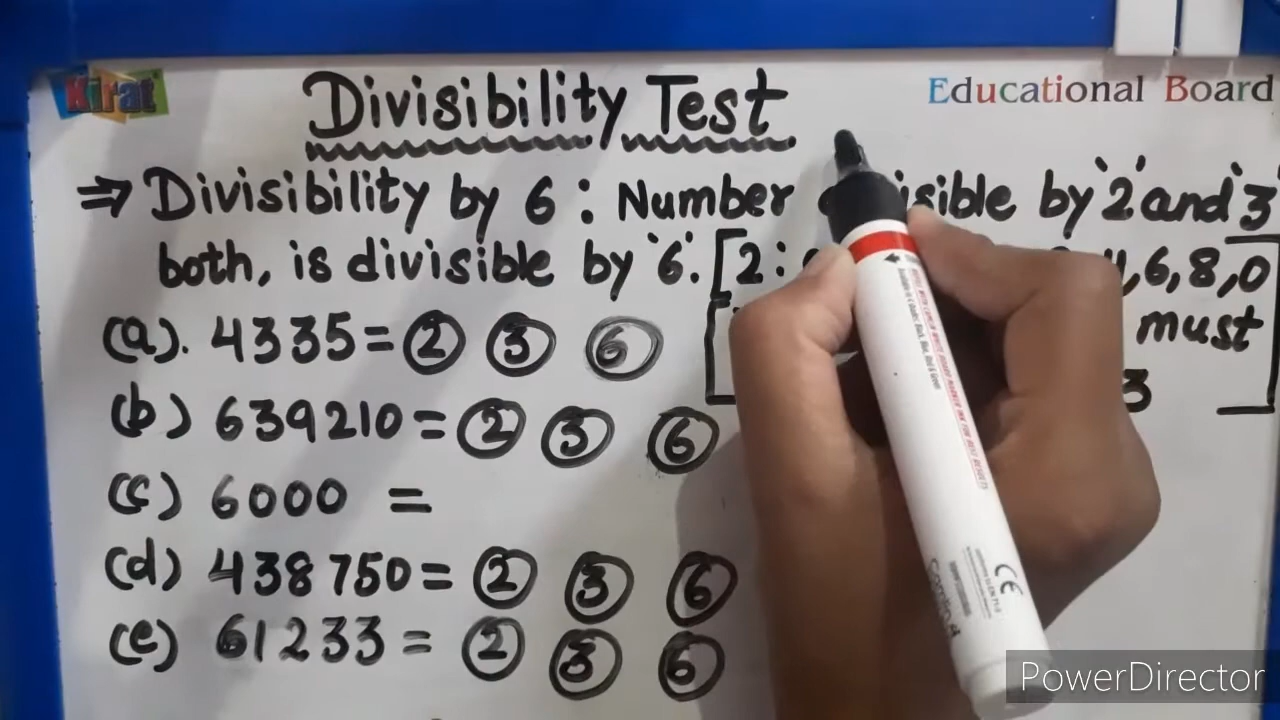 Kirat
Educational Board
Divisibility Test
⇒ Divisibility by 6 : Number by '2' and '3'
both, is divisible by '6'. [2: 6, 8, 0
must
3
(a). 4335 = ② ③ ⑥
(b) 639210 = ② ③ ⑥
(c) 6000 =
(d) 438750 = ② ③ ⑥
(e) 61233 = ② ③ ⑥
CE
PowerDirector